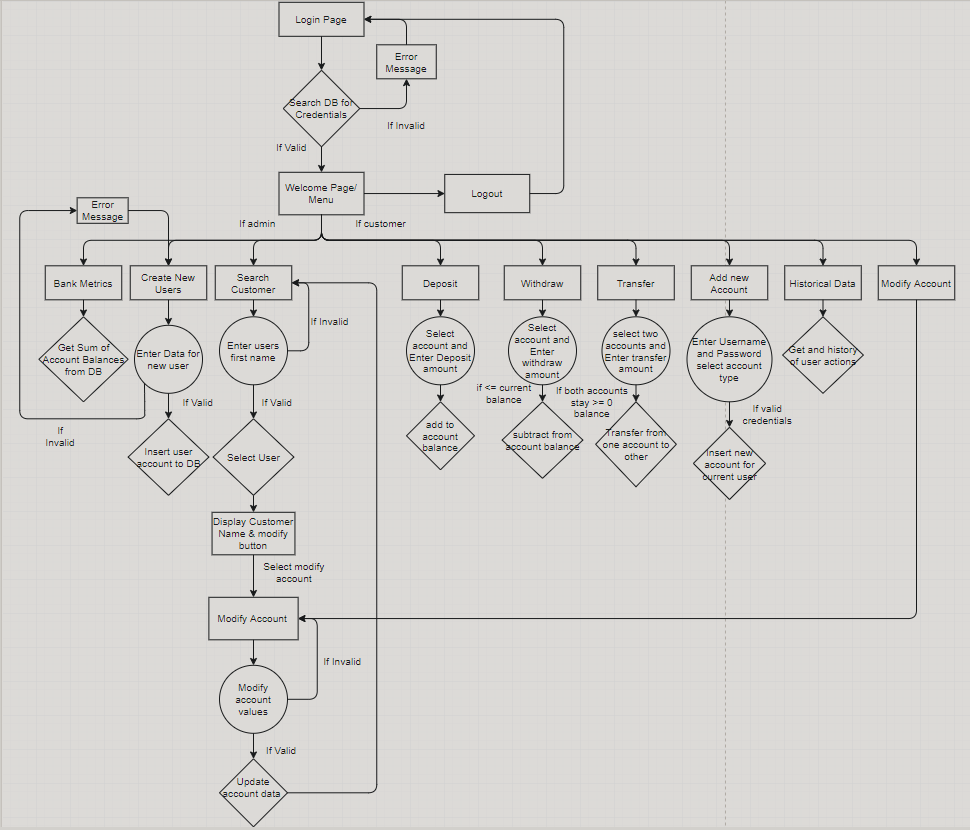 Login Page
Error
Message
Search DB for
Credentials
If Invalid
If Valid
Welcome Page/
Menu
Logout
Error
Message
If admin
If customer
Bank Metrics
Create New
Users
Search
Customer
Deposit
Withdraw
Transfer
Add new
Account
Historical Data
Modify Account
Get Sum of
Account Balances
from DB
Enter Data for
new user
Enter users
first name
If Invalid
Select
account and
Enter Deposit
amount
Select
account and
Enter
withdraw
amount
select two
accounts and
Enter transfer
amount
Enter Username
and Password
select account
type
Get and history
of user actions
If Valid
If Valid
if <= current
balance
If both accounts
stay >= 0
balance
If valid
credentials
If
Invalid
Insert user
account to DB
Select User
add to
account
balance
subtract from
account balance
Transfer from
one account to
other
Insert new
account for
current user
Display Customer
Name & modify
button
Select modify
account
Modify Account
If Invalid
Modify
account
values
If Valid
Update
account data